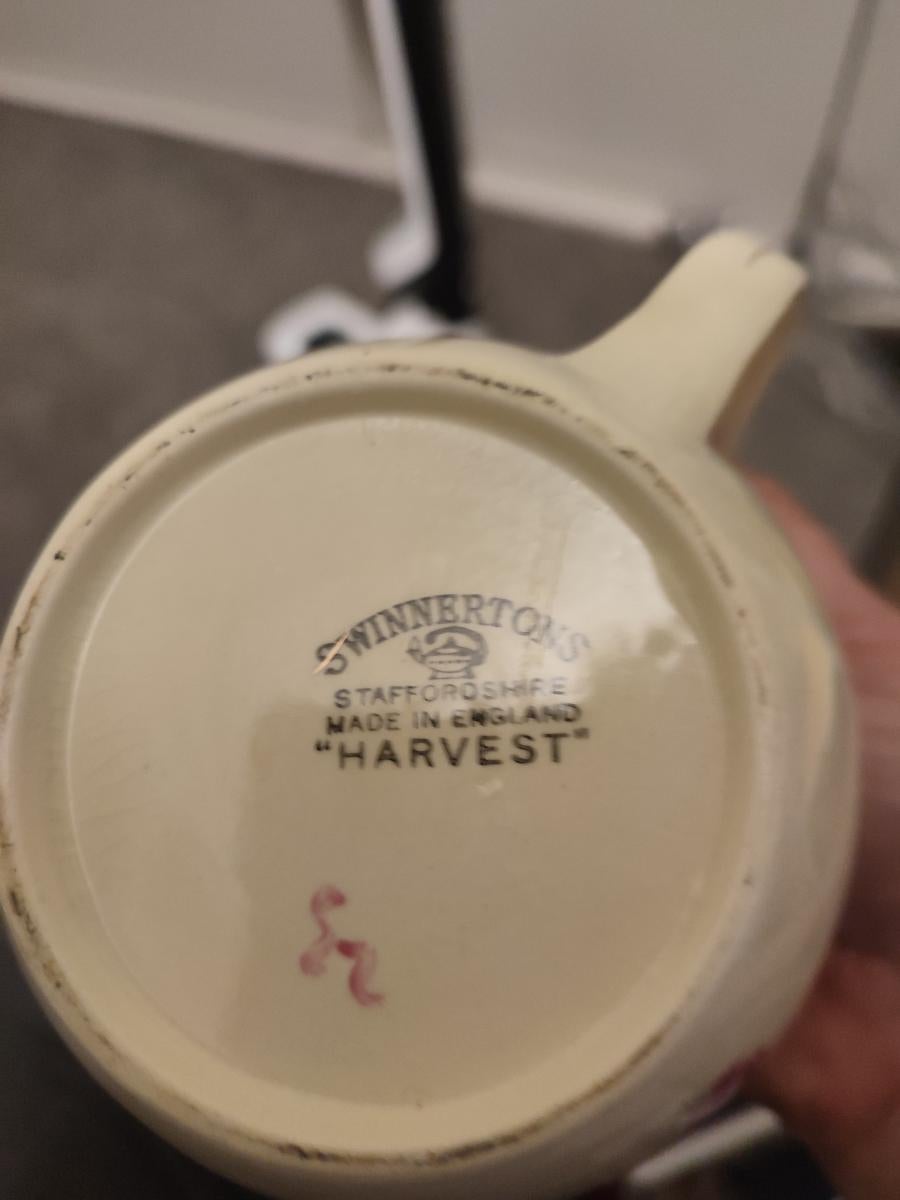 SWINNERTONS
STAFFORDSHIRE
MADE IN ENGLAND
"HARVEST"